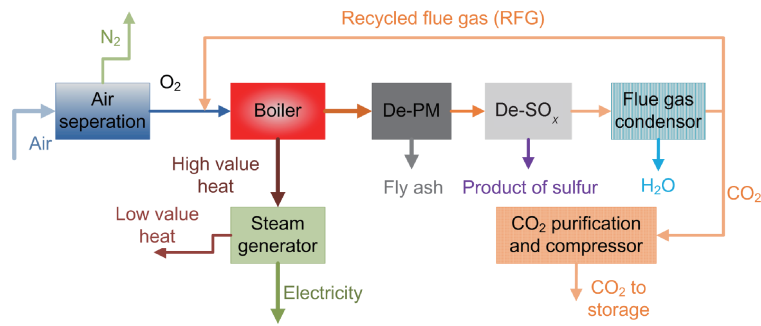 Recycled flue gas (RFG)
N₂
O₂
Air
seperation
Boiler
De-PM
De-SOₓ
Flue gas
condensor
Air
High value
heat
Fly ash
Product of sulfur
H₂O
CO₂
Low value
heat
Steam
generator
CO₂ purification
and compressor
Electricity
CO₂ to
storage